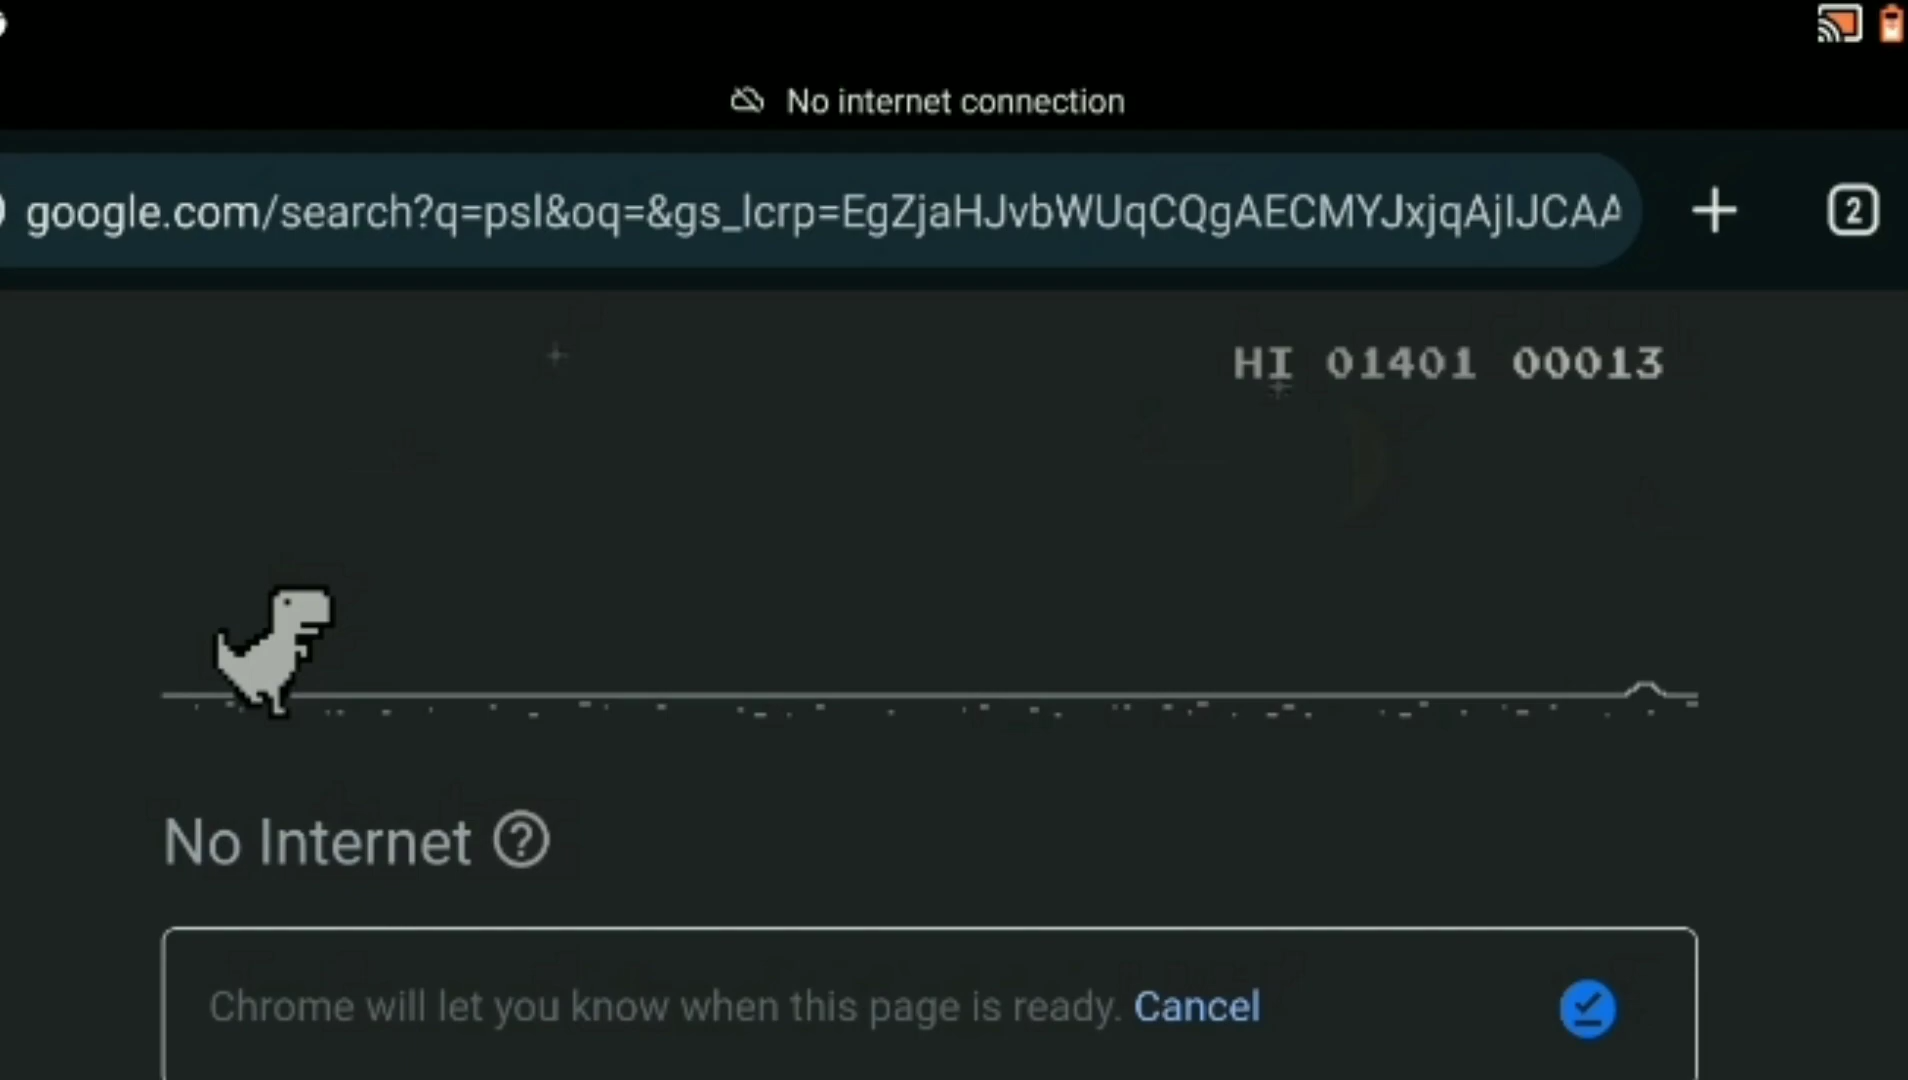 No internet connection
google.com/search?q=psl&oq=&gs_lcrp=EgZjaHJvbWUqCQgAECMYJxjqAjIJCAA
2
HI 01401 00013
No Internet
Chrome will let you know when this page is ready. Cancel